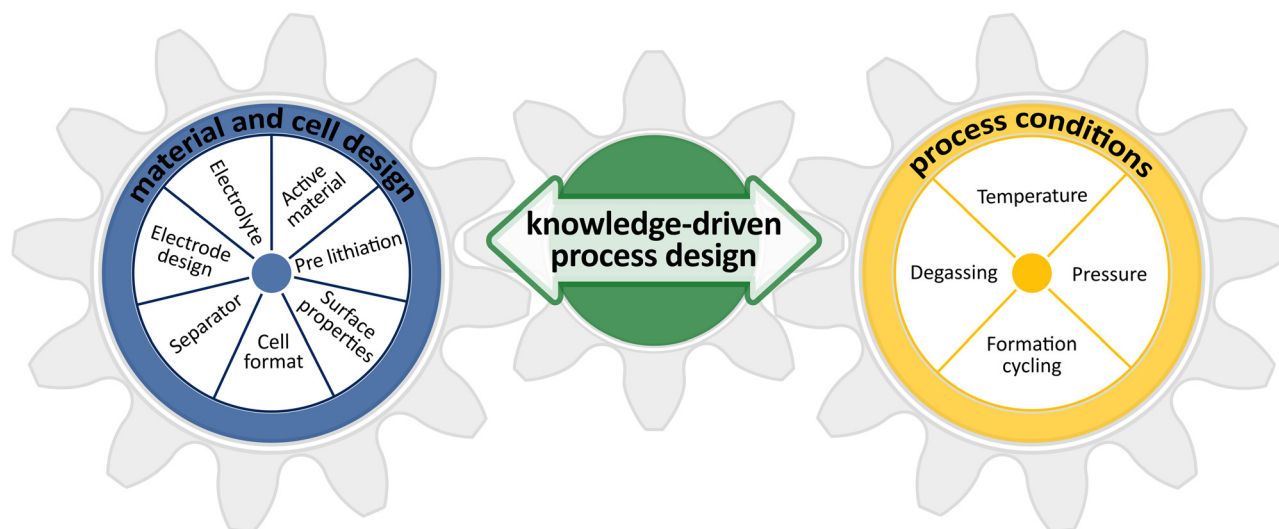 material and cell design
Electrolyte
Active
material
Pre lithiation
Surface
properties
Cell
format
Separator
Electrode
design
knowledge-driven
process design
process conditions
Temperature
Pressure
Formation
cycling
Degassing